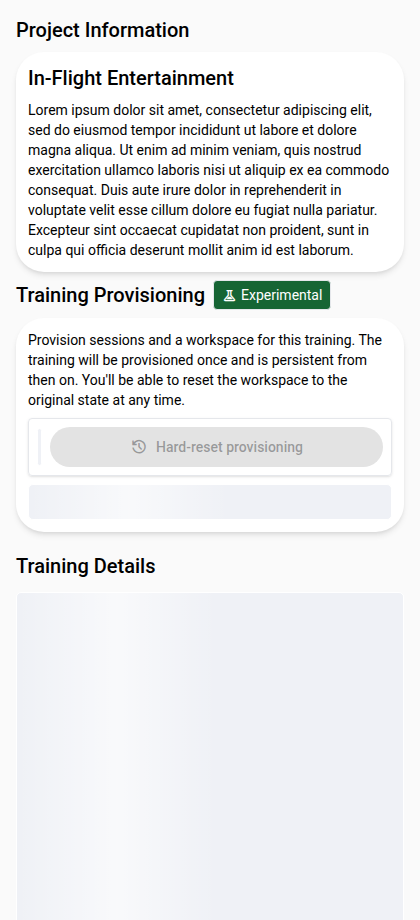 Project Information
In-Flight Entertainment
Lorem ipsum dolor sit amet, consectetur adipiscing elit,
sed do eiusmod tempor incididunt ut labore et dolore
magna aliqua. Ut enim ad minim veniam, quis nostrud
exercitation ullamco laboris nisi ut aliquip ex ea commodo
consequat. Duis aute irure dolor in reprehenderit in
voluptate velit esse cillum dolore eu fugiat nulla pariatur.
Excepteur sint occaecat cupidatat non proident, sunt in
culpa qui officia deserunt mollit anim id est laborum.
Training Provisioning
Experimental
Provision sessions and a workspace for this training. The
training will be provisioned once and is persistent from
then on. You'll be able to reset the workspace to the
original state at any time.
Hard-reset provisioning
Training Details